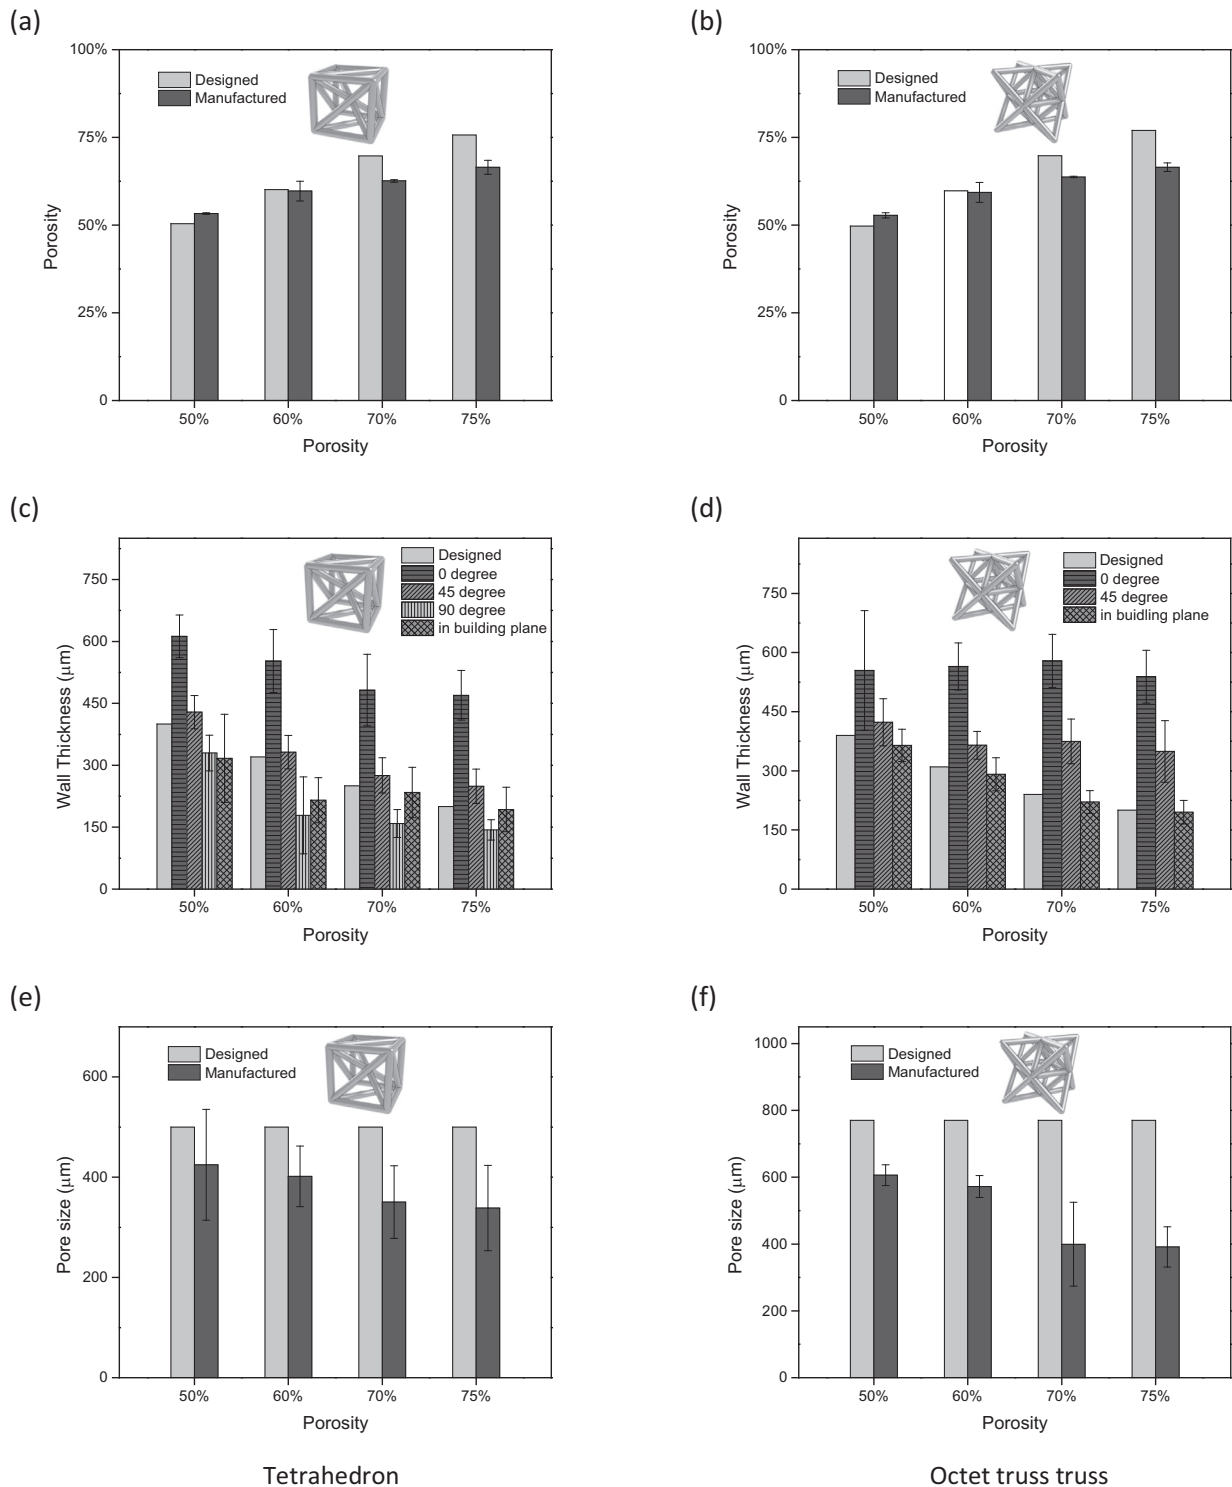 (a)
100%
75%
50%
25%
0
Porosity
Designed
Manufactured
50% 60% 70% 75%
Porosity
(b)
100%
75%
50%
25%
0
Porosity
Designed
Manufactured
50% 60% 70% 75%
Porosity
(c)
750
600
450
300
150
0
Wall Thickness (μm)
Designed
0 degree
45 degree
90 degree
in building plane
50% 60% 70% 75%
Porosity
(d)
750
600
450
300
150
0
Wall Thickness (μm)
Designed
0 degree
45 degree
in buidling plane
50% 60% 70% 75%
Porosity
(e)
600
400
200
0
Pore size (μm)
Designed
Manufactured
50% 60% 70% 75%
Porosity
(f)
1000
800
600
400
200
0
Pore size (μm)
Designed
Manufactured
50% 60% 70% 75%
Porosity
Tetrahedron
Octet truss truss